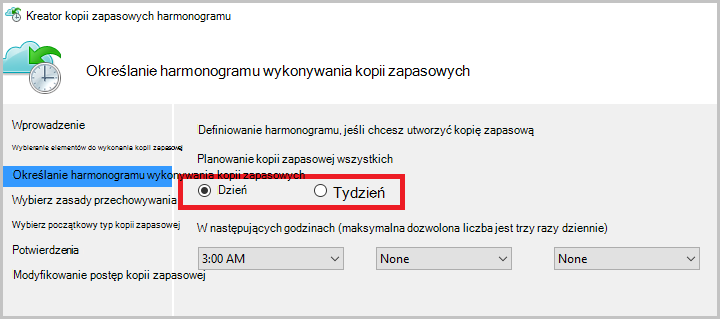 Kreator kopii zapasowych harmonogramu
Określanie harmonogramu wykonywania kopii zapasowych
Wprowadzenie
Wybieranie elementów do wykonania kopii zapasowej
Określanie harmonogramu wykonywania kopii zapasowych
Wybierz zasady przechowywania
Wybierz początkowy typ kopii zapasowej
Potwierdzenia
Modyfikowanie postęp kopii zapasowej
Definiowanie harmonogramu, jeśli chcesz utworzyć kopię zapasową
Planowanie kopii zapasowej wszystkich
Dzień Tydzień
W następujących godzinach (maksymalna dozwolona liczba jest trzy razy dziennie)
3:00 AM None None